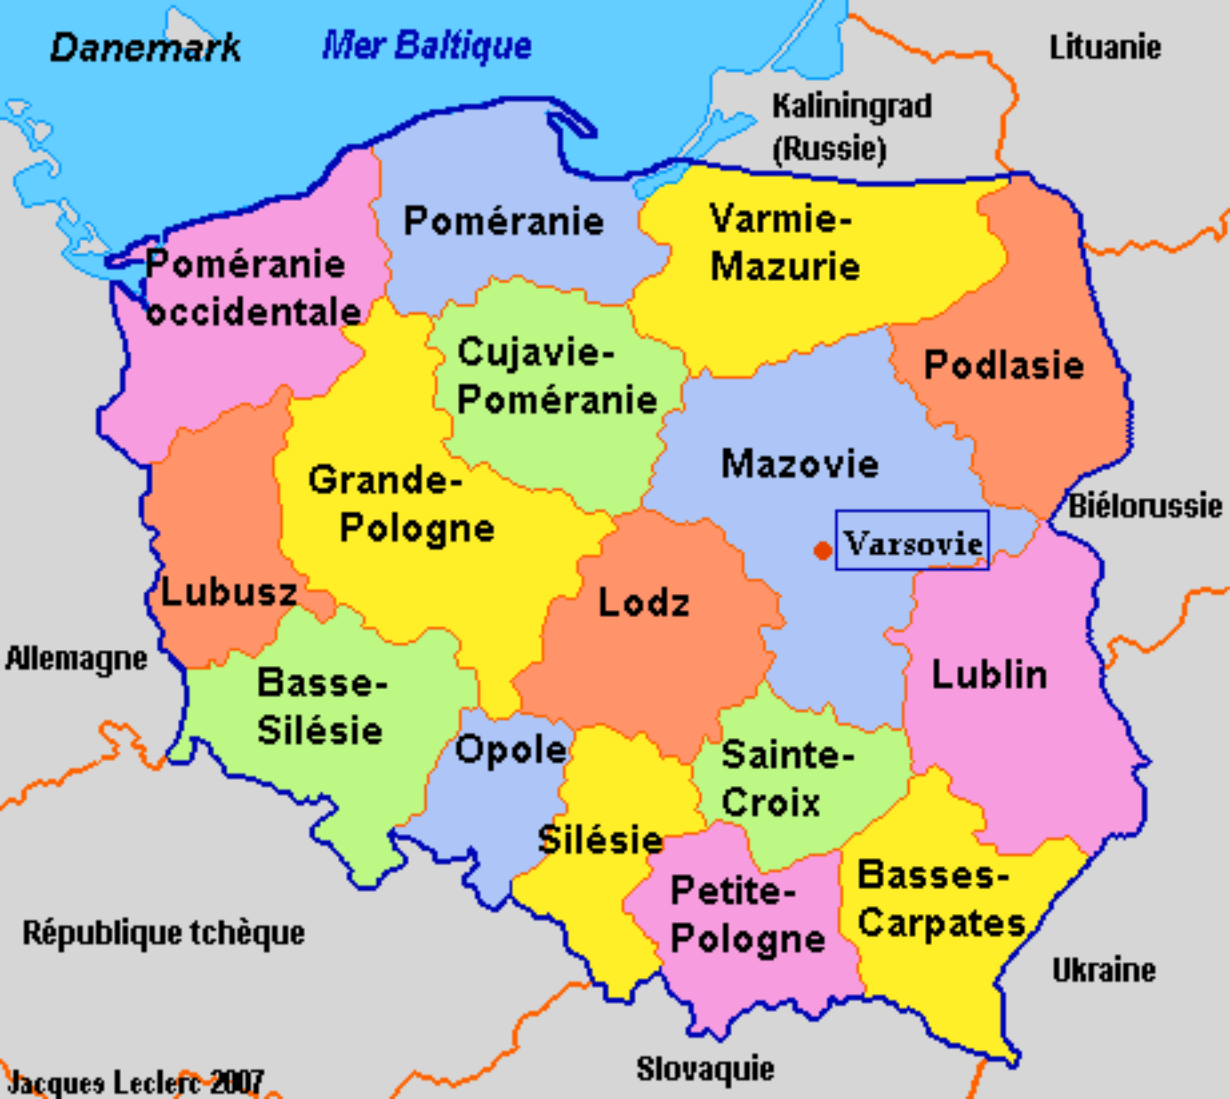 Danemark
Mer Baltique
Lituanie
Kaliningrad
(Russie)
Poméranie
Varmie-
Mazurie
Poméranie
occidentale
Cujavie-
Poméranie
Podlasie
Mazovie
Grande-
Pologne
Biélorussie
Varsovie
Lubusz
Lodz
Allemagne
Basse-
Silésie
Lublin
Opole
Sainte-
Croix
Silésie
Petite-
Pologne
Basses-
Carpates
République tchèque
Ukraine
Slovaquie
Jacques Leclerc 2007